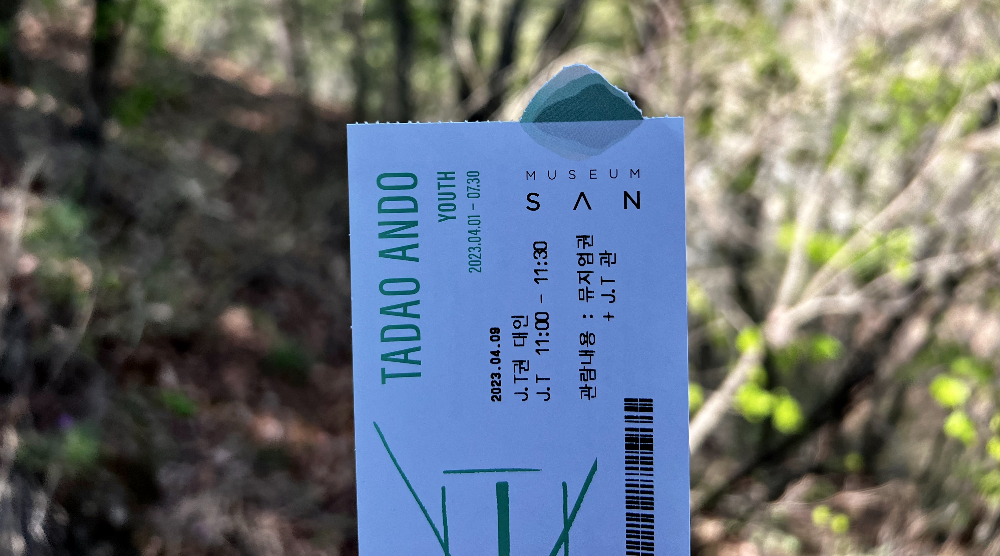 MUSEUM
SAN
TADAO ANDO
YOUTH
2023.04.01 - 07.30
2023.04.09
J.T권 대인
J.T 11:00 - 11:30
관람내용 : 뮤지엄권
+ J.T 관